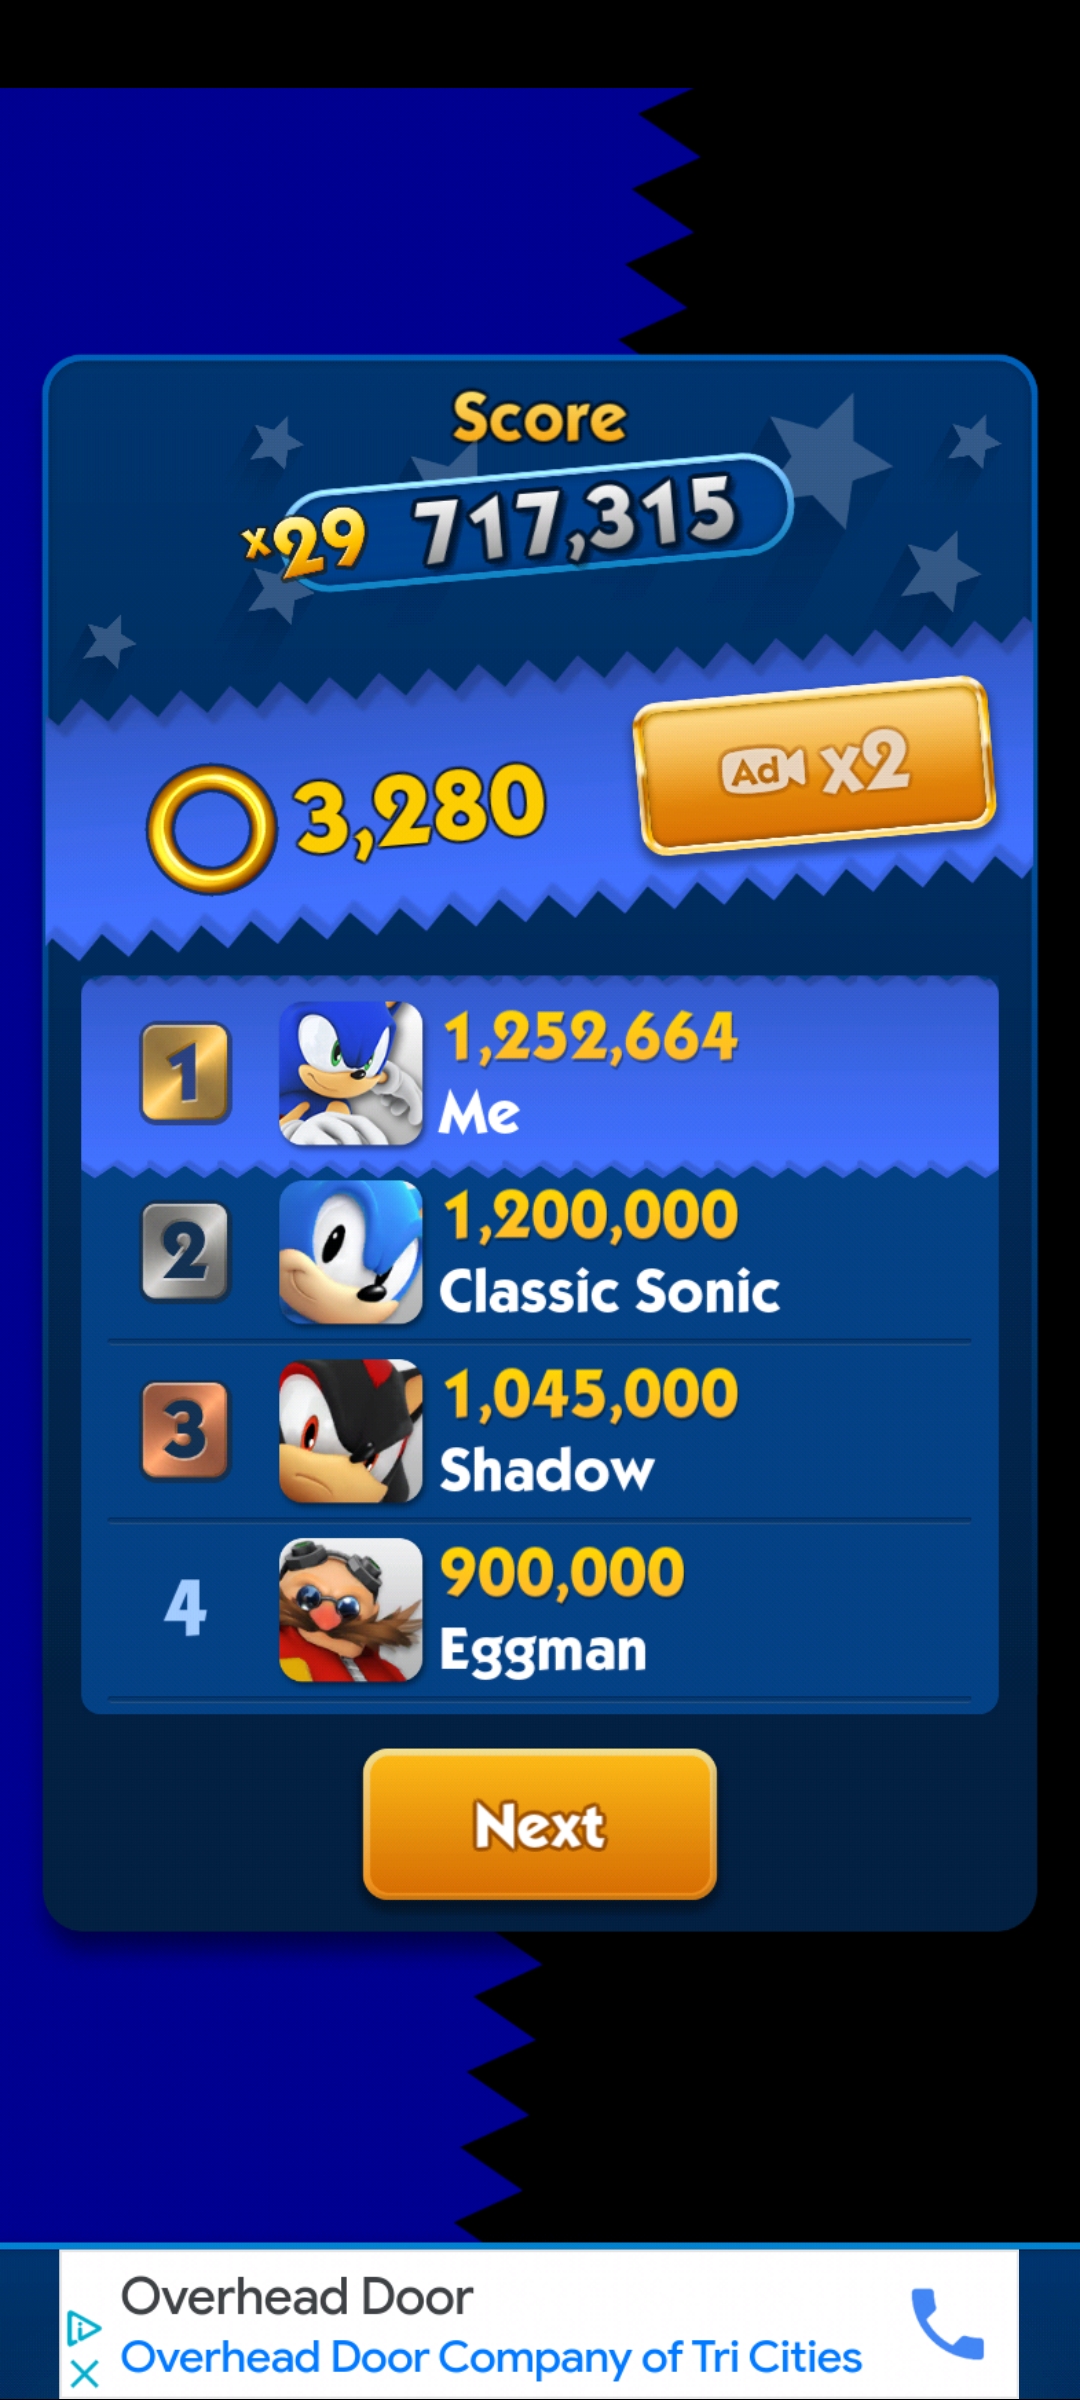 Score
x29 717,315
3,280
Ad x2
1 1,252,664
Me
2 1,200,000
Classic Sonic
3 1,045,000
Shadow
4 900,000
Eggman
Next
Overhead Door
Overhead Door Company of Tri Cities